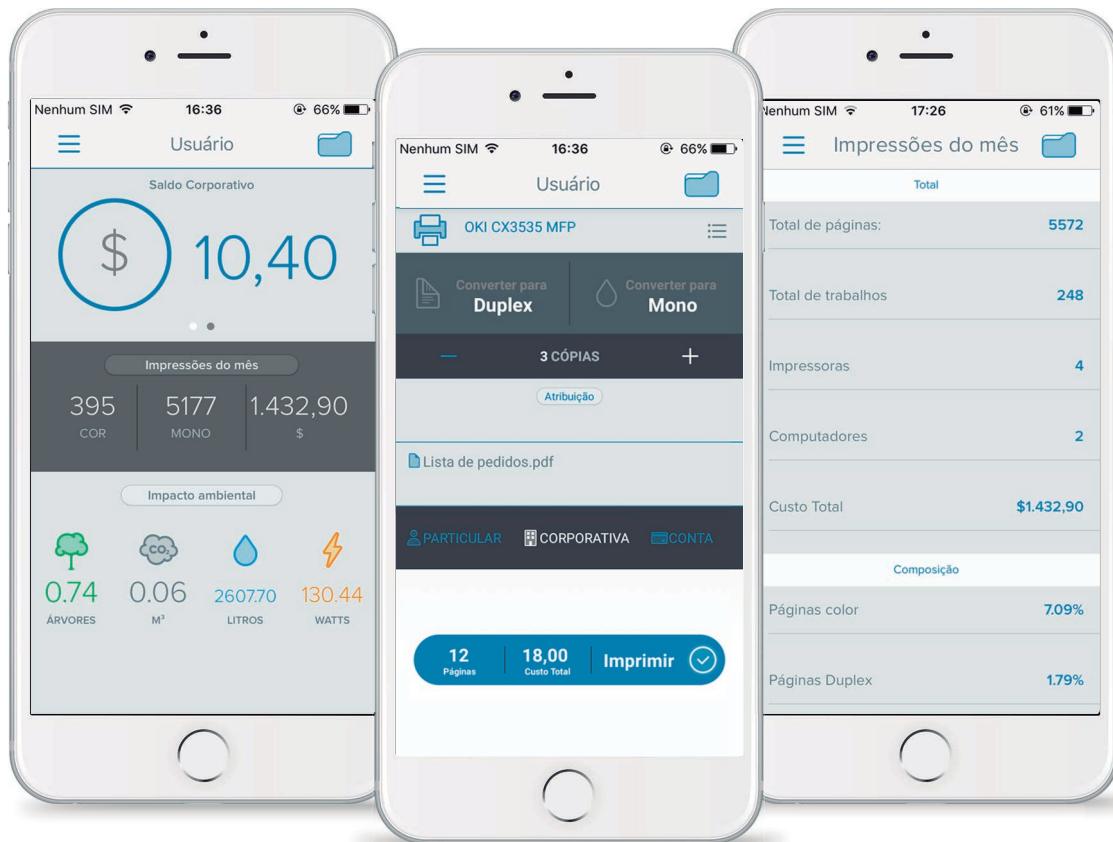 Nenhum SIM 16:36 66%
Usuário
Saldo Corporativo
$ 10,40
Impressões do mês
395 5177 1.432,90
COR MONO $
Impacto ambiental
CO₂
0.74 0.06 2607.70 130.44
ÁRVORES M³ LITROS WATTS
Nenhum SIM 16:36 66%
Usuário
OKI CX3535 MFP
Converter para Converter para
Duplex Mono
— 3 CÓPIAS +
Atribuição
Lista de pedidos.pdf
PARTICULAR CORPORATIVA CONTA
12 18,00 Imprimir
Páginas Custo Total
Nenhum SIM 17:26 61%
Impressões do mês
Total
Total de páginas: 5572
Total de trabalhos 248
Impressoras 4
Computadores 2
Custo Total $1.432,90
Composição
Páginas color 7.09%
Páginas Duplex 1.79%